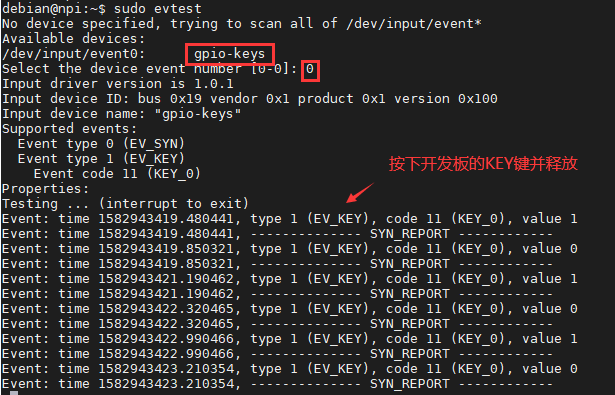 debian@npi:~$ sudo evtest
No device specified, trying to scan all of /dev/input/event*
Available devices:
/dev/input/event0:      gpio-keys
Select the device event number [0-0]: 0
Input driver version is 1.0.1
Input device ID: bus 0x19 vendor 0x1 product 0x1 version 0x100
Input device name: "gpio-keys"
Supported events:
  Event type 0 (EV_SYN)
  Event type 1 (EV_KEY)
    Event code 11 (KEY_0)
按下开发板的KEY键并释放
Properties:
Testing ... (interrupt to exit)
Event: time 1582943419.480441, type 1 (EV_KEY), code 11 (KEY_0), value 1
Event: time 1582943419.480441, -------------- SYN_REPORT ------------
Event: time 1582943419.850321, type 1 (EV_KEY), code 11 (KEY_0), value 0
Event: time 1582943419.850321, -------------- SYN_REPORT ------------
Event: time 1582943421.190462, type 1 (EV_KEY), code 11 (KEY_0), value 1
Event: time 1582943421.190462, -------------- SYN_REPORT ------------
Event: time 1582943422.320465, type 1 (EV_KEY), code 11 (KEY_0), value 0
Event: time 1582943422.320465, -------------- SYN_REPORT ------------
Event: time 1582943422.990466, type 1 (EV_KEY), code 11 (KEY_0), value 1
Event: time 1582943422.990466, -------------- SYN_REPORT ------------
Event: time 1582943423.210354, type 1 (EV_KEY), code 11 (KEY_0), value 0
Event: time 1582943423.210354, -------------- SYN_REPORT ------------